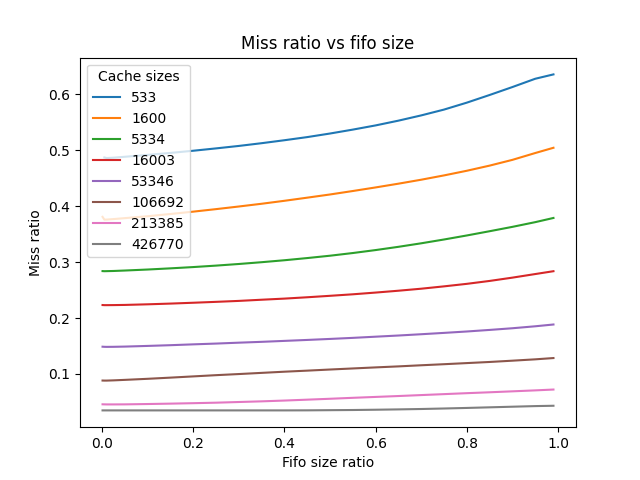 Miss ratio vs fifo size
Cache sizes
533
1600
5334
16003
53346
106692
213385
426770
Miss ratio
0.6
0.5
0.4
0.3
0.2
0.1
0.0 0.2 0.4 0.6 0.8 1.0
Fifo size ratio